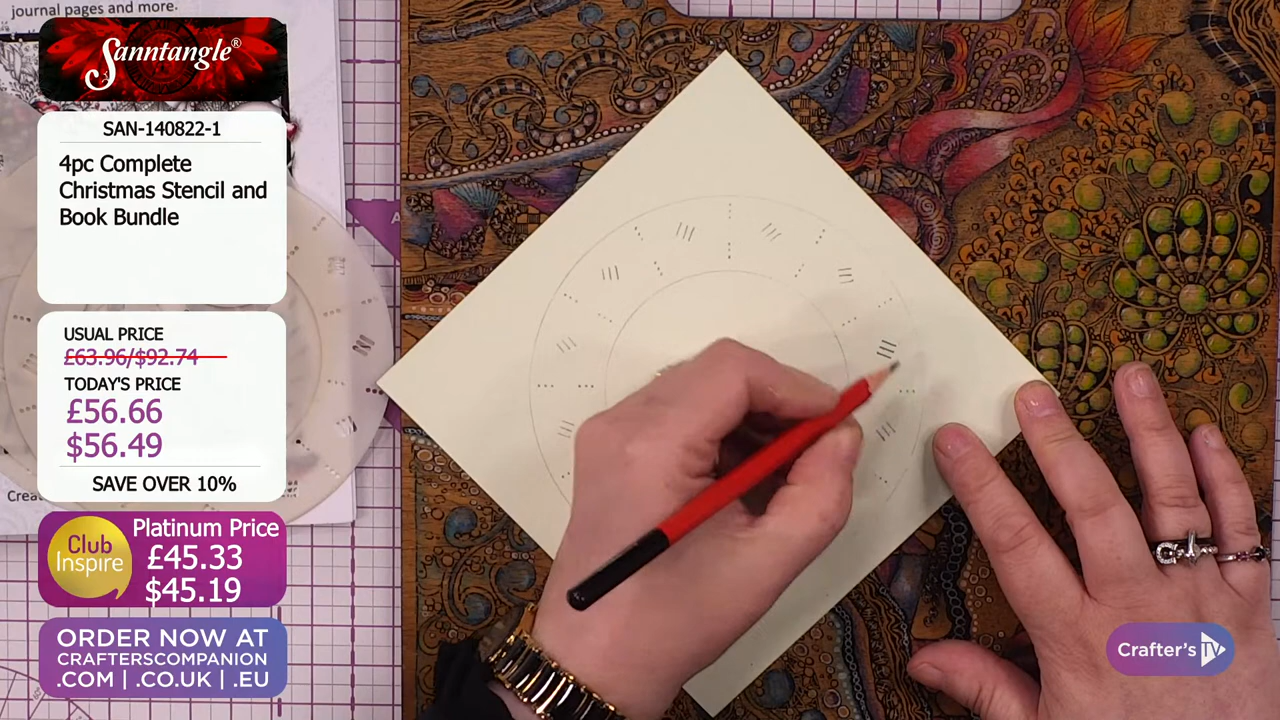 journal pages and more.
Sanntangle®
SAN-140822-1
4pc Complete
Christmas Stencil and
Book Bundle
USUAL PRICE
£63.96/$92.74
TODAY'S PRICE
£56.66
$56.49
SAVE OVER 10%
Club
Inspire
Platinum Price
£45.33
$45.19
ORDER NOW AT
CRAFTERSCOMPANION
.COM | .CO.UK | .EU
Crafter's TV